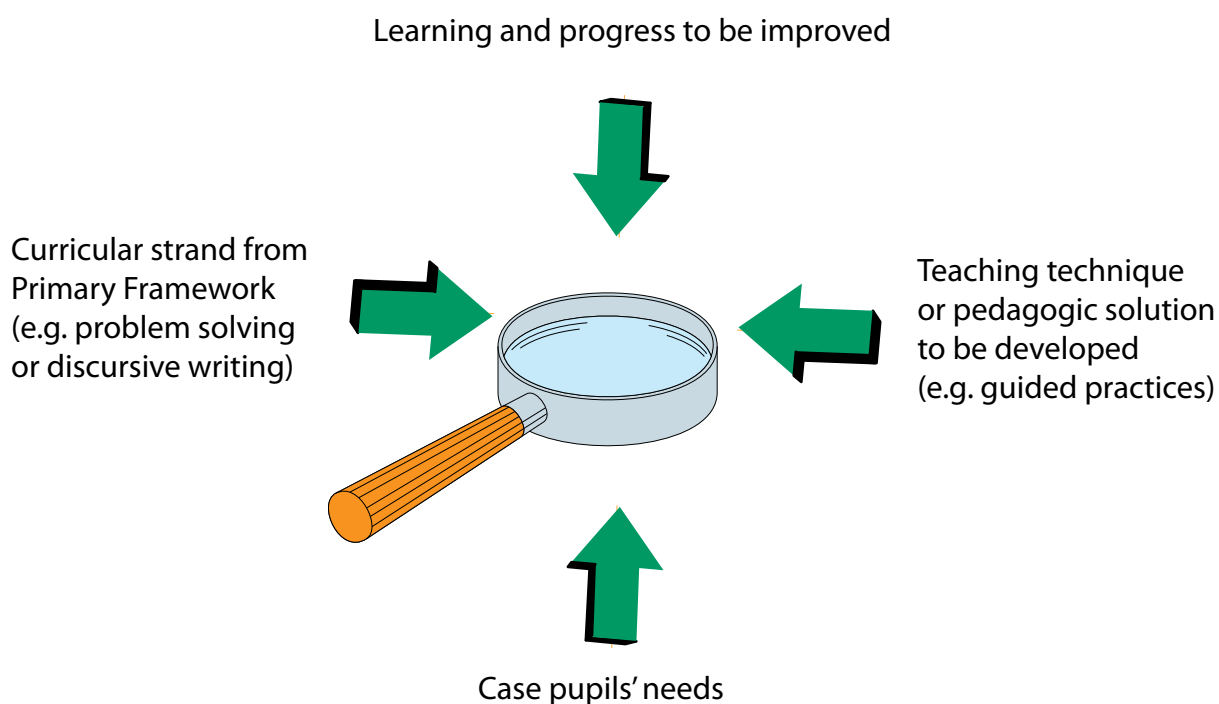 Learning and progress to be improved
Curricular strand from
Primary Framework
(e.g. problem solving
or discursive writing)
Teaching technique
or pedagogic solution
to be developed
(e.g. guided practices)
Case pupils’ needs